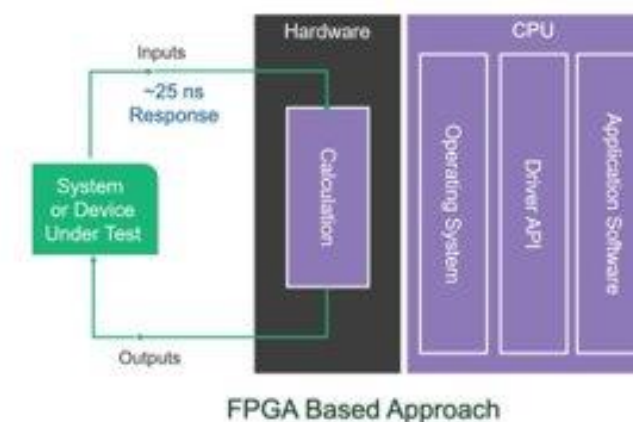 Hardware
CPU
Inputs
~25 ns
Response
System
or Device
Under Test
Calculation
Operating System
Driver API
Application Software
Outputs
FPGA Based Approach